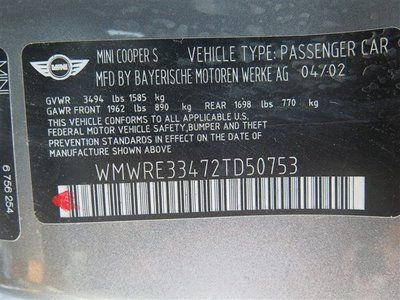 MINI COOPER S VEHICLE TYPE: PASSENGER CAR
MINI MFD BY BAYERISCHE MOTOREN WERKE AG 04/02
GVWR 3494 lbs 1585 kg
GAWR FRONT 1962 lbs 890 kg REAR 1698 lbs 770 kg
THIS VEHICLE CONFORMS TO ALL APPLICABLE U.S.
FEDERAL MOTOR VEHICLE SAFETY,BUMPER AND THEFT
PREVENTION STANDARDS IN EFFECT ON THE DATE OF
MANUFACTURE SHOWN ABOVE.
WMWRE33472TD50753
MINI
6 756 254